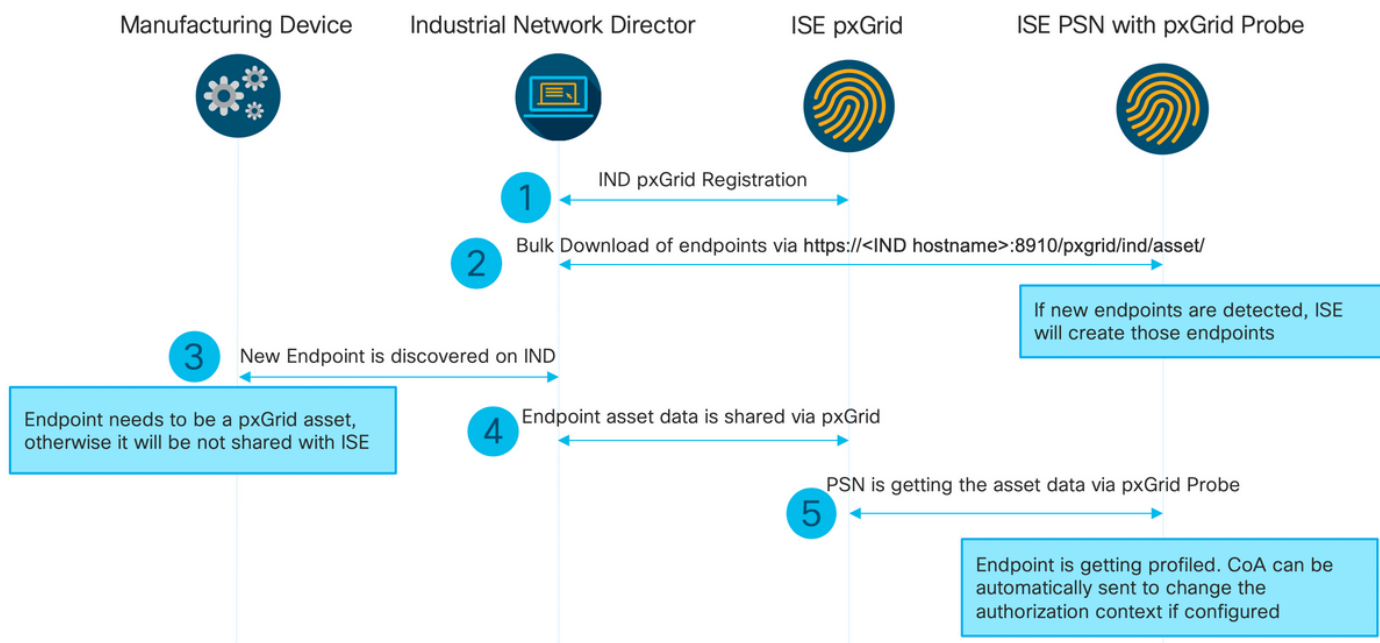 Manufacturing Device
Industrial Network Director
ISE pxGrid
ISE PSN with pxGrid Probe
1
IND pxGrid Registration
2
Bulk Download of endpoints via https://<IND hostname>:8910/pxgrid/ind/asset/
If new endpoints are detected, ISE
will create those endpoints
3
New Endpoint is discovered on IND
Endpoint needs to be a pxGrid asset,
otherwise it will be not shared with ISE
4
Endpoint asset data is shared via pxGrid
5
PSN is getting the asset data via pxGrid Probe
Endpoint is getting profiled. CoA can be
automatically sent to change the
authorization context if configured